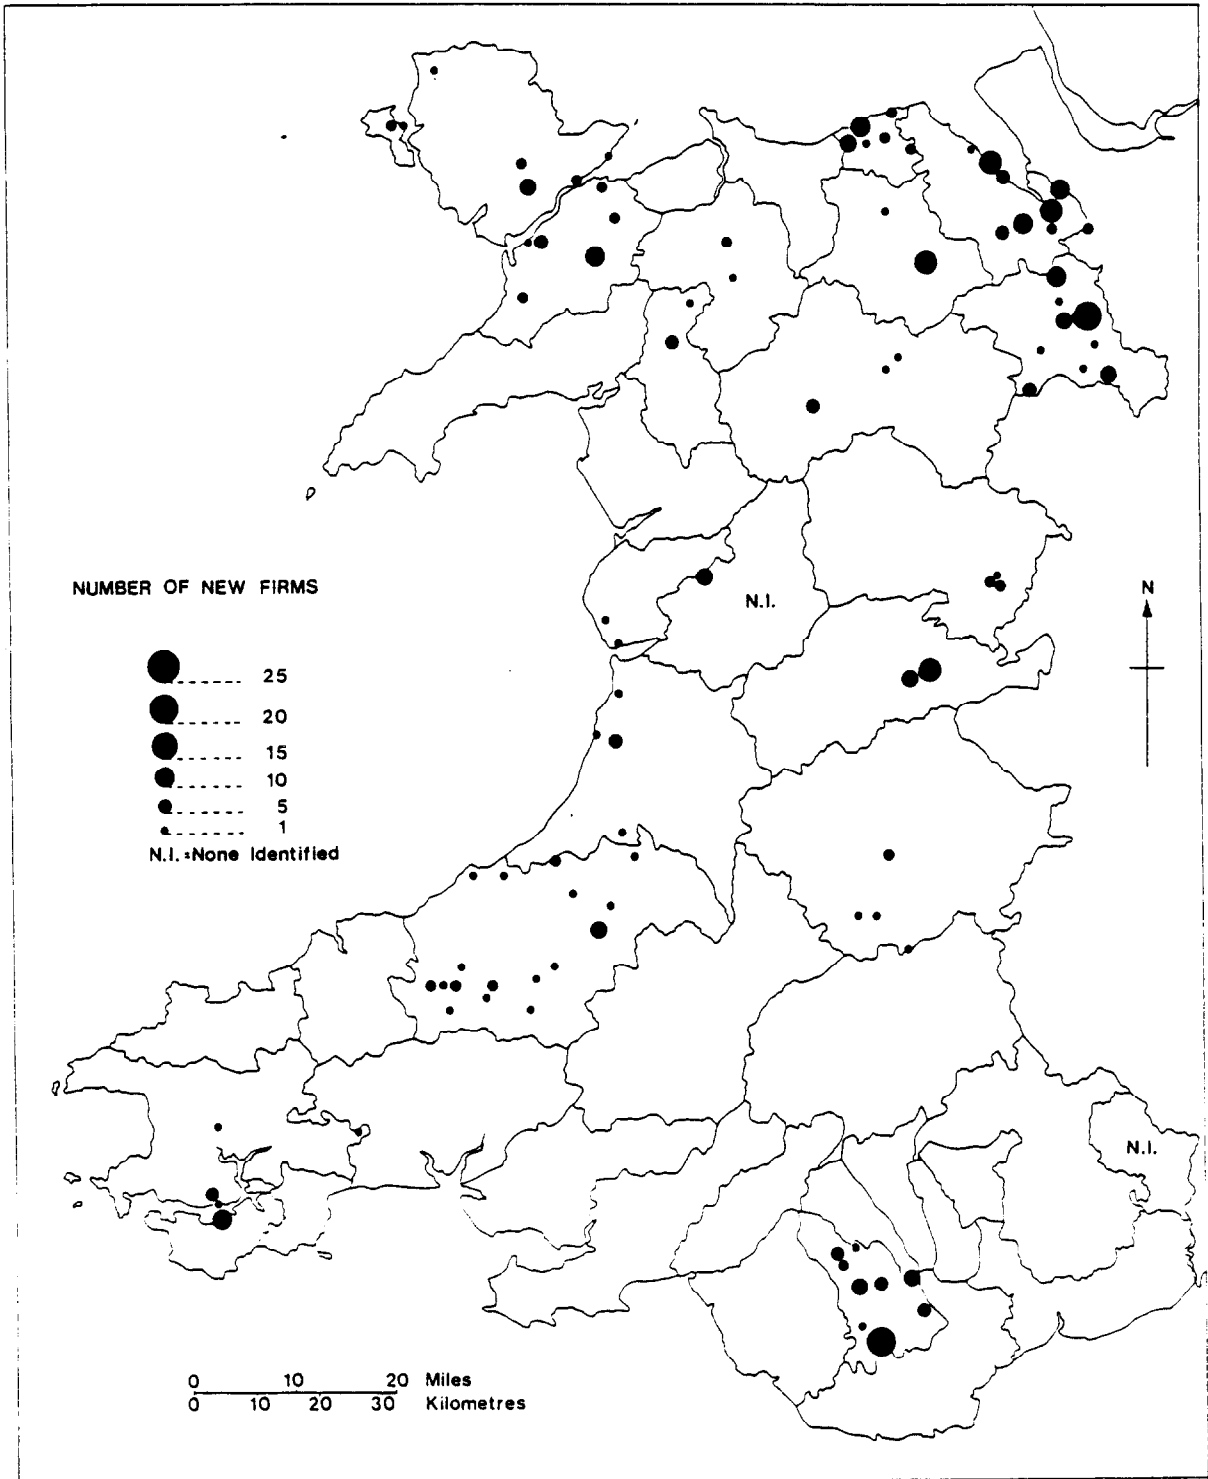 NUMBER OF NEW FIRMS
25
20
15
10
5
1
N.I. =None Identified
N.I.
N
N.I.
0 10 20 Miles
0 10 20 30 Kilometres